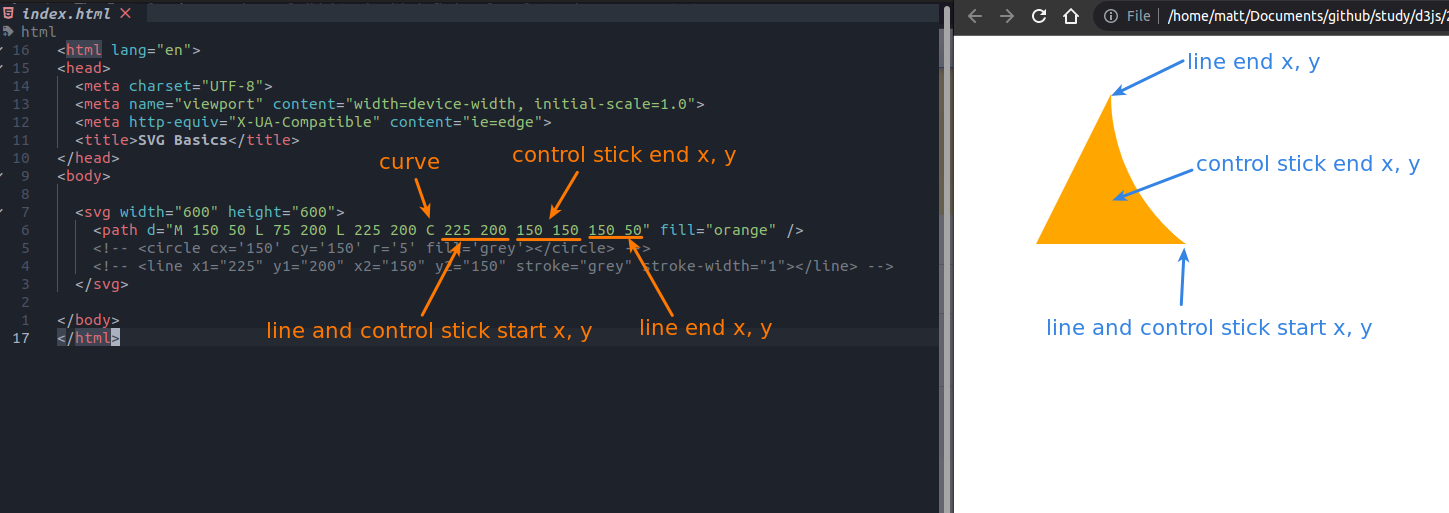 index.html
html
16 <html lang="en">
15 <head>
14 <meta charset="UTF-8">
13 <meta name="viewport" content="width=device-width, initial-scale=1.0">
12 <meta http-equiv="X-UA-Compatible" content="ie=edge">
11 <title>SVG Basics</title>
10 </head>
9 <body>
8
7 <svg width="600" height="600">
6 <path d="M 150 50 L 75 200 L 225 200 C 225 200 150 150 150 50" fill="orange" />
5 <!-- <circle cx='150' cy='150' r='5' fill='grey'></circle> -->
4 <!-- <line x1="225" y1="200" x2="150" y2="150" stroke="grey" stroke-width="1"></line> -->
3 </svg>
2
1 </body>
17 </html>
curve
control stick end x, y
line and control stick start x, y
line end x, y
File /home/matt/Documents/github/study/d3js/
line end x, y
control stick end x, y
line and control stick start x, y